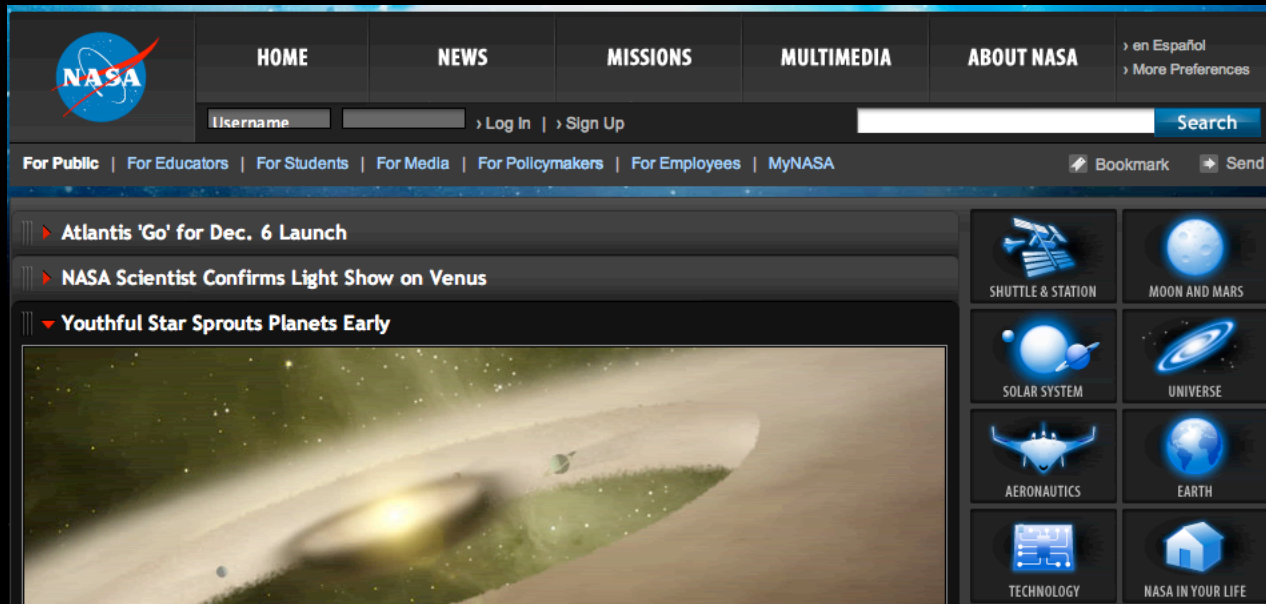 NASA
HOME NEWS MISSIONS MULTIMEDIA ABOUT NASA
› en Español
› More Preferences
Username › Log In | › Sign Up Search
For Public | For Educators | For Students | For Media | For Policymakers | For Employees | MyNASA Bookmark Send
Atlantis 'Go' for Dec. 6 Launch
NASA Scientist Confirms Light Show on Venus
Youthful Star Sprouts Planets Early
SHUTTLE & STATION MOON AND MARS
SOLAR SYSTEM UNIVERSE
AERONAUTICS EARTH
TECHNOLOGY NASA IN YOUR LIFE